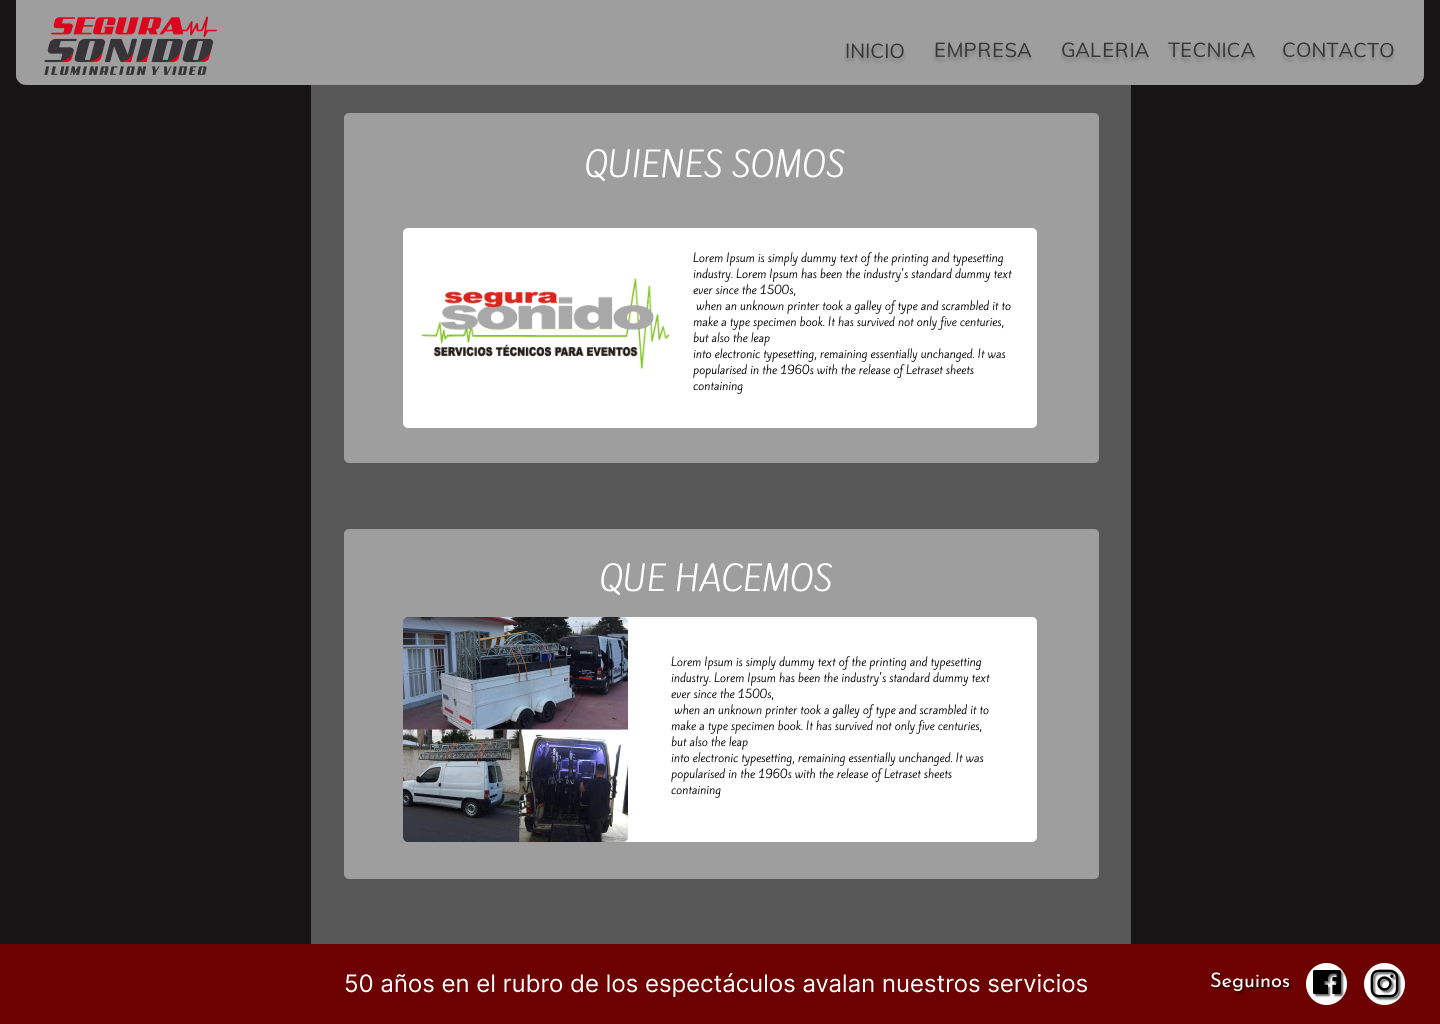 SEGURA
SONIDO
ILUMINACION Y VIDEO
INICIO EMPRESA GALERIA TECNICA CONTACTO
QUIENES SOMOS
segura
sonido
SERVICIOS TÉCNICOS PARA EVENTOS
Lorem Ipsum is simply dummy text of the printing and typesetting
industry. Lorem Ipsum has been the industry's standard dummy text
ever since the 1500s,
when an unknown printer took a galley of type and scrambled it to
make a type specimen book. It has survived not only five centuries,
but also the leap
into electronic typesetting, remaining essentially unchanged. It was
popularised in the 1960s with the release of Letraset sheets
containing
QUE HACEMOS
Lorem Ipsum is simply dummy text of the printing and typesetting
industry. Lorem Ipsum has been the industry's standard dummy text
ever since the 1500s,
when an unknown printer took a galley of type and scrambled it to
make a type specimen book. It has survived not only five centuries,
but also the leap
into electronic typesetting, remaining essentially unchanged. It was
popularised in the 1960s with the release of Letraset sheets
containing
50 años en el rubro de los espectáculos avalan nuestros servicios
Seguinos